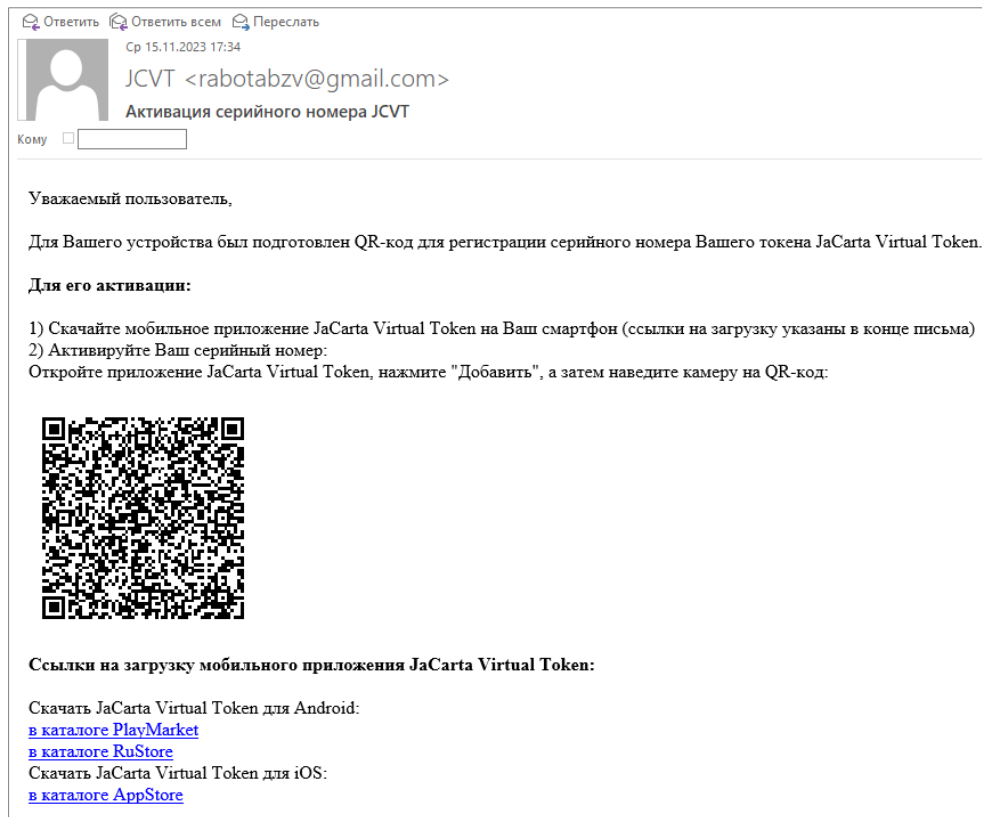 Ответить Ответить всем Переслать
Ср 15.11.2023 17:34
JCVT <rabotabzv@gmail.com>
Активация серийного номера JCVT
Кому
Уважаемый пользователь,
Для Вашего устройства был подготовлен QR-код для регистрации серийного номера Вашего токена JaCarta Virtual Token.
Для его активации:
1) Скачайте мобильное приложение JaCarta Virtual Token на Ваш смартфон (ссылки на загрузку указаны в конце письма)
2) Активируйте Ваш серийный номер:
Откройте приложение JaCarta Virtual Token, нажмите "Добавить", а затем наведите камеру на QR-код:
Ссылки на загрузку мобильного приложения JaCarta Virtual Token:
Скачать JaCarta Virtual Token для Android:
в каталоге PlayMarket
в каталоге RuStore
Скачать JaCarta Virtual Token для iOS:
в каталоге AppStore